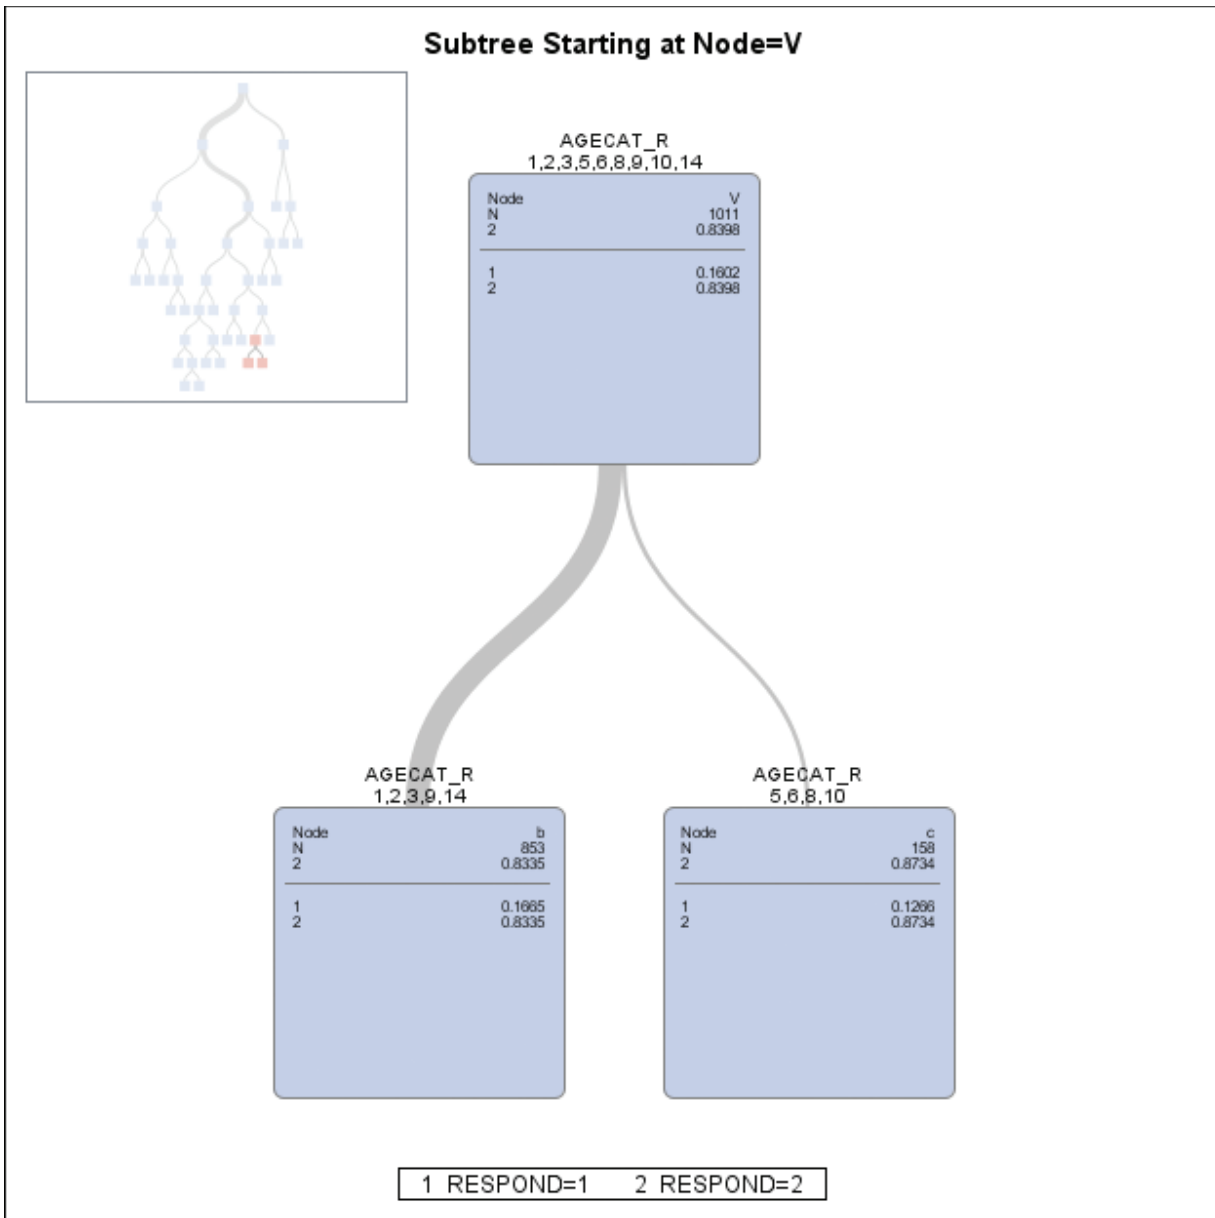 Subtree Starting at Node=V
AGECAT_R
1,2,3,5,6,8,9,10,14
Node V
N 1011
2 0.8398
1 0.1602
2 0.8398
AGECAT_R
1,2,3,9,14
Node b
N 853
2 0.8335
1 0.1665
2 0.8335
AGECAT_R
5,6,8,10
Node c
N 158
2 0.8734
1 0.1266
2 0.8734
1 RESPOND=1 2 RESPOND=2